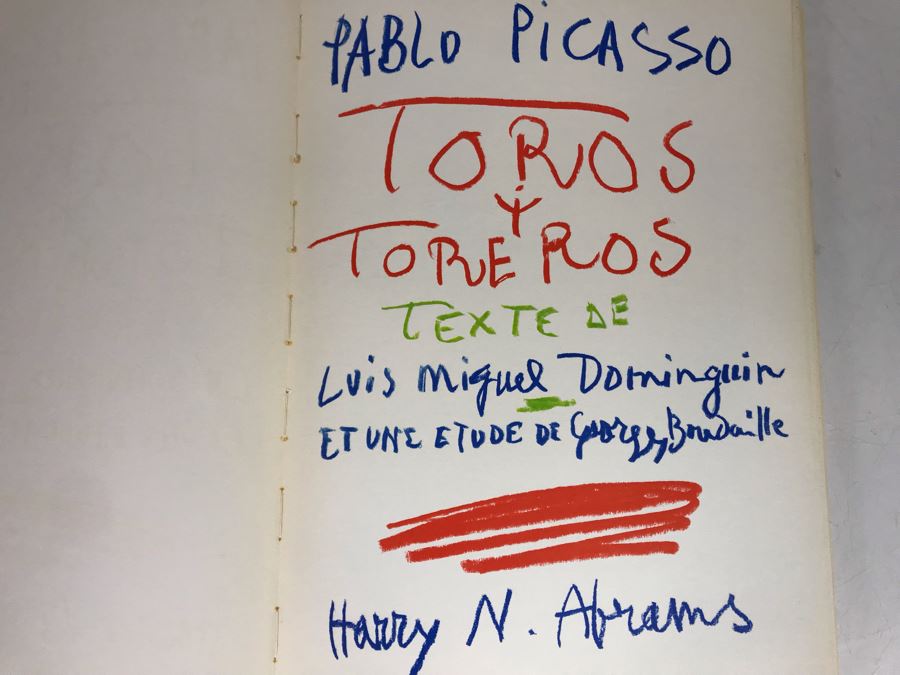 PABLO PiCASSO
TOROS
Y
TOREROS
TEXTE DE
Luis Miguel Dominguin
ET UNE ETUDE DE Georges Boudaille
Harry N. Abrams